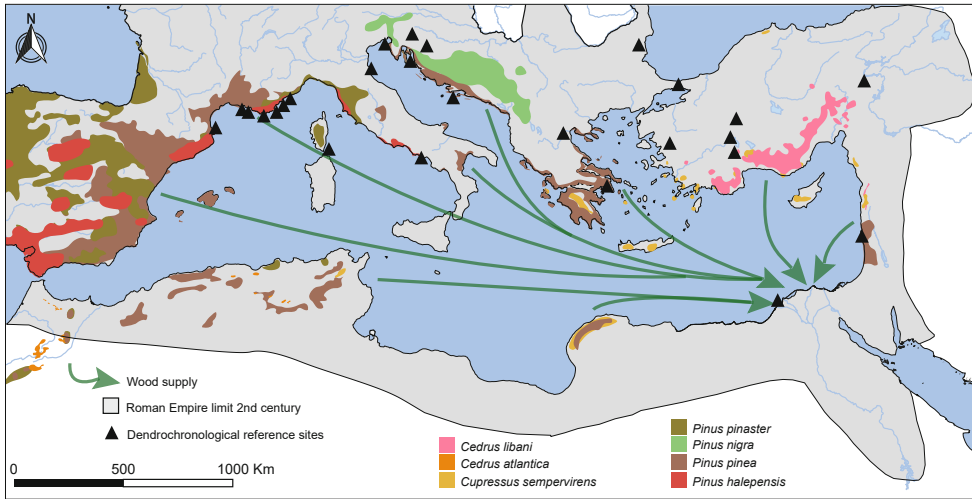 N
Wood supply
Roman Empire limit 2nd century
Dendrochronological reference sites
0 500 1000 Km
Cedrus libani
Cedrus atlantica
Cupressus sempervirens
Pinus pinaster
Pinus nigra
Pinus pinea
Pinus halepensis